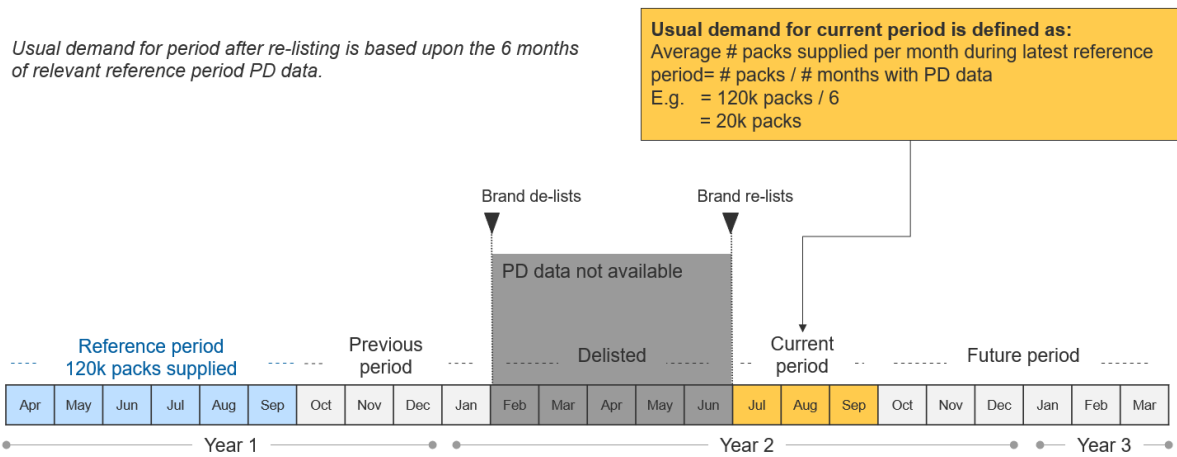 Usual demand for period after re-listing is based upon the 6 months
of relevant reference period PD data.
Usual demand for current period is defined as:
Average # packs supplied per month during latest reference
period= # packs / # months with PD data
E.g. = 120k packs / 6
= 20k packs
Brand de-lists
Brand re-lists
PD data not available
Reference period
120k packs supplied
Previous
period
Delisted
Current
period
Future period
Apr May Jun Jul Aug Sep Oct Nov Dec Jan Feb Mar Apr May Jun Jul Aug Sep Oct Nov Dec Jan Feb Mar
Year 1 Year 2 Year 3